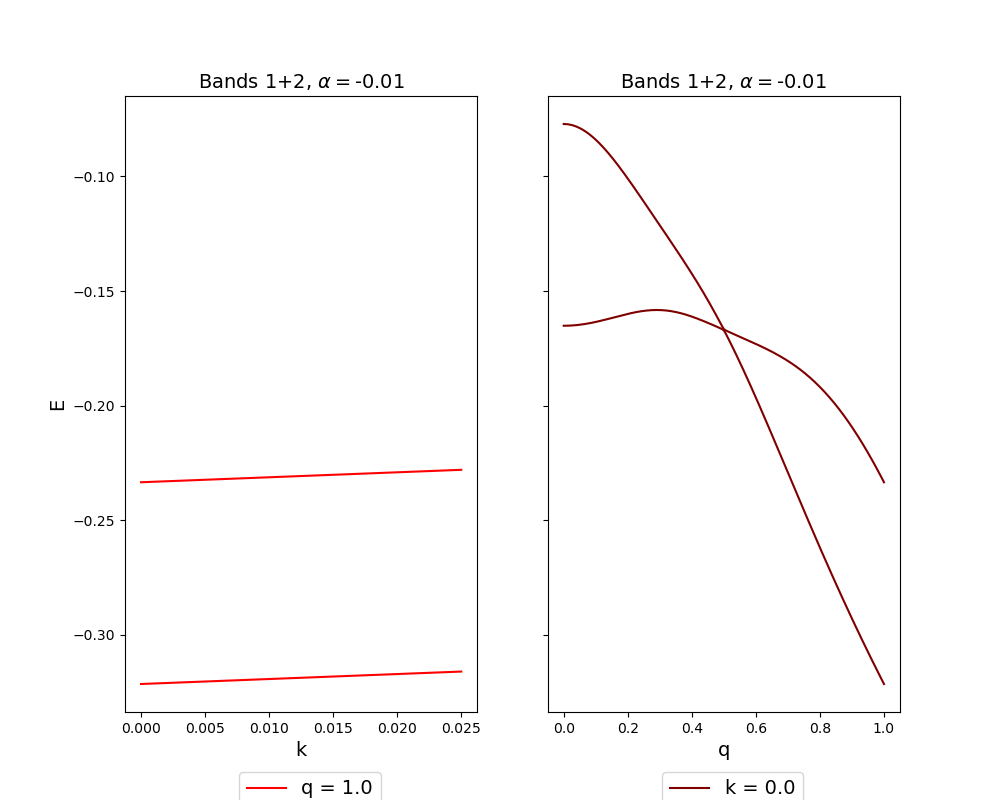 Bands 1+2, α = -0.01
Bands 1+2, α = -0.01
−0.10
−0.15
−0.20
−0.25
−0.30
E
0.000 0.005 0.010 0.015 0.020 0.025
0.0 0.2 0.4 0.6 0.8 1.0
k
q
q = 1.0
k = 0.0